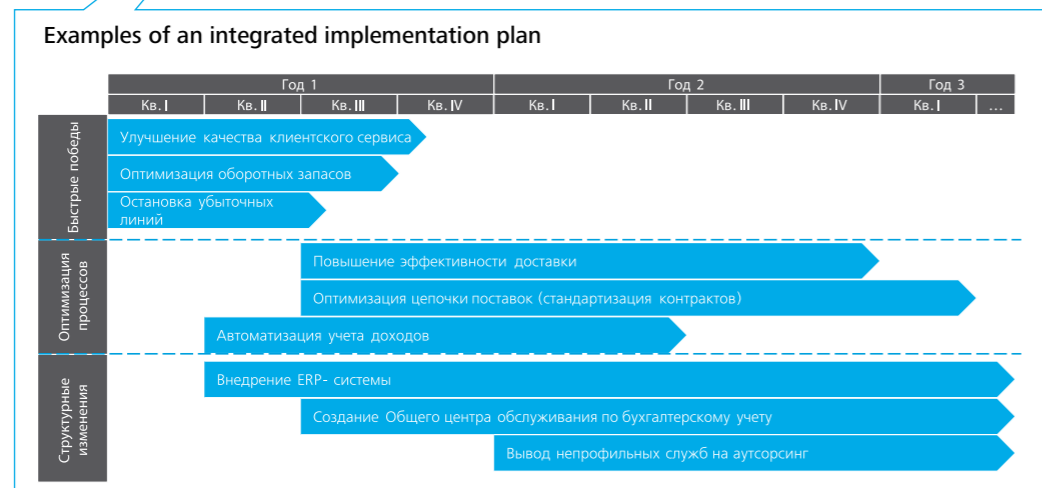 Examples of an integrated implementation plan
Год 1
Год 2
Год 3
Кв. I
Кв. II
Кв. III
Кв. IV
Кв. I
Кв. II
Кв. III
Кв. IV
Кв. I
...
Быстрые победы
Улучшение качества клиентского сервиса
Оптимизация оборотных запасов
Остановка убыточных
линий
Оптимизация
процессов
Повышение эффективности доставки
Оптимизация цепочки поставок (стандартизация контрактов)
Автоматизация учета доходов
Структурные
изменения
Внедрение ERP- системы
Создание Общего центра обслуживания по бухгалтерскому учету
Вывод непрофильных служб на аутсорсинг